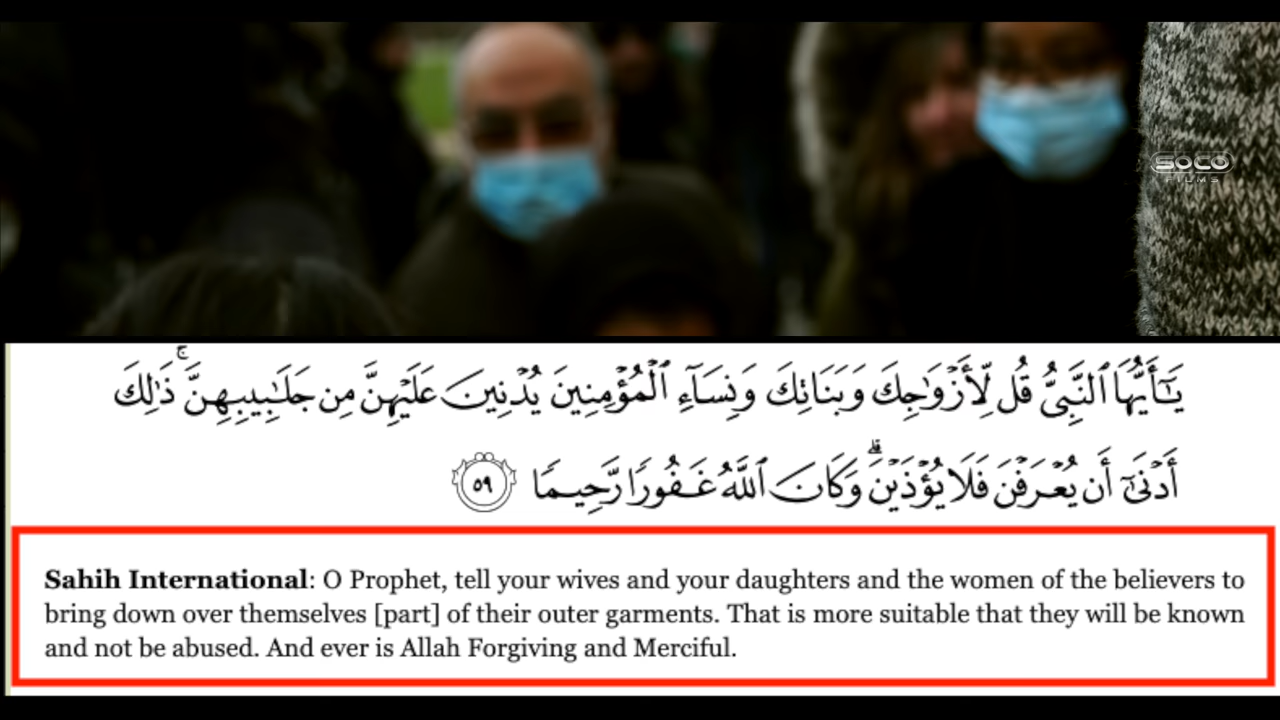 SOCO
FILMS
يَٰٓأَيُّهَا ٱلنَّبِىُّ قُل لِّأَزْوَٰجِكَ وَبَنَاتِكَ وَنِسَآءِ ٱلْمُؤْمِنِينَ يُدْنِينَ عَلَيْهِنَّ مِن جَلَٰبِيبِهِنَّ ۚ ذَٰلِكَ
أَدْنَىٰٓ أَن يُعْرَفْنَ فَلَا يُؤْذَيْنَ ۗ وَكَانَ ٱللَّهُ غَفُورًا رَّحِيمًا ٥٩
Sahih International: O Prophet, tell your wives and your daughters and the women of the believers to
bring down over themselves [part] of their outer garments. That is more suitable that they will be known
and not be abused. And ever is Allah Forgiving and Merciful.